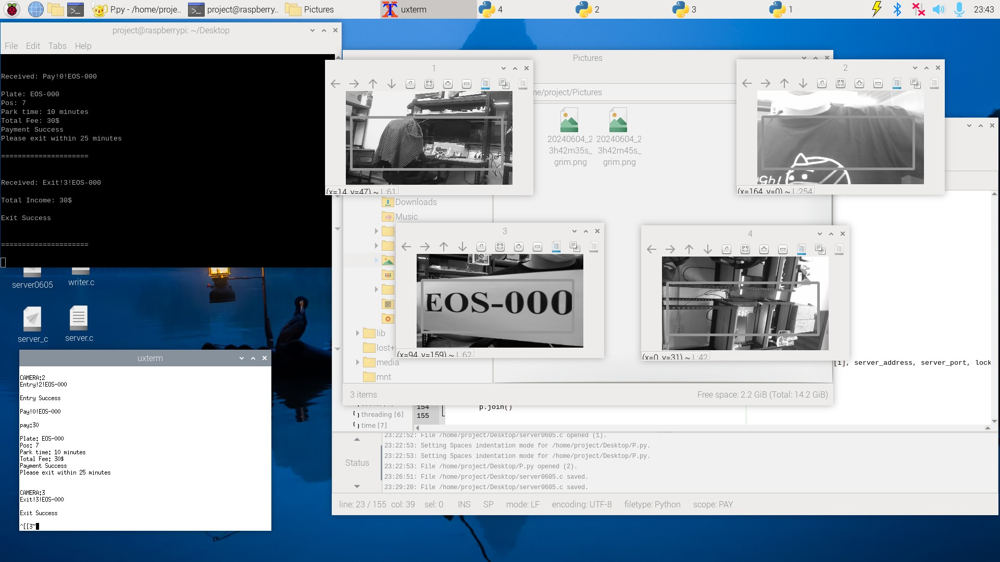 P.py - /home/proje..
project@raspberry..
Pictures
uxterm
4
2
3
1
23:43
project@raspberrypi: ~/Desktop
File Edit Tabs Help
Received: Pay!0!EOS-000
Plate: EOS-000
Pos: 7
Park time: 10 minutes
Total Fee: 30$
Payment Success
Please exit within 25 minutes
=====================
Received: Exit!3!EOS-000
Total Income: 30$
Exit Success
=====================
Pictures
1
(x=14, y=47) ~ L:61
me/project/Pictures
20240604_2
3h42m35s_
grim.png
20240604_2
3h42m45s_
grim.png
2
ugh!
(x=164, y=0) ~ L:254
Downloads
Music
lib
media
mnt
3 items
Free space: 2.2 GiB (Total: 14.2 GiB)
3
EOS-000
(x=94, y=159) ~ L:62
4
(x=0, y=31) ~ L:42
server0605
writer.c
server_c
server.c
uxterm
CAMERA:2
Entry!2!EOS-000
Entry Success
Pay!0!EOS-000
pay:30
Plate: EOS-000
Pos: 7
Park time: 10 minutes
Total Fee: 30$
Payment Success
Please exit within 25 minutes
CAMERA:3
Exit!3!EOS-000
Exit Success
^[[3~
[i], server_address, server_port, lock
threading [6]
time [7]
154 p.join()
155
Status
23:22:52: File /home/project/Desktop/server0605.c opened (1).
23:22:53: Setting Spaces indentation mode for /home/project/Desktop/P.py.
23:22:53: Setting Spaces indentation mode for /home/project/Desktop/P.py.
23:22:53: File /home/project/Desktop/P.py opened (2).
23:26:51: File /home/project/Desktop/server0605.c saved.
23:29:20: File /home/project/Desktop/server0605.c saved.
line: 23 / 155 col: 39 sel: 0 INS SP mode: LF encoding: UTF-8 filetype: Python scope: PAY